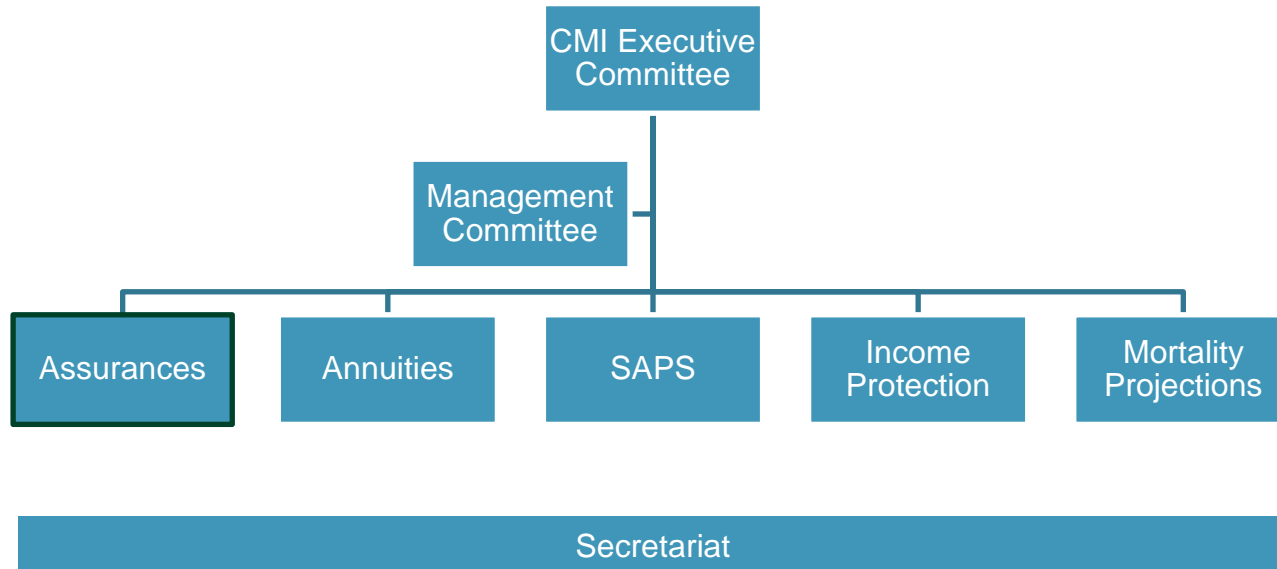 CMI Executive
Committee
Management
Committee
Assurances
Annuities
SAPS
Income
Protection
Mortality
Projections
Secretariat